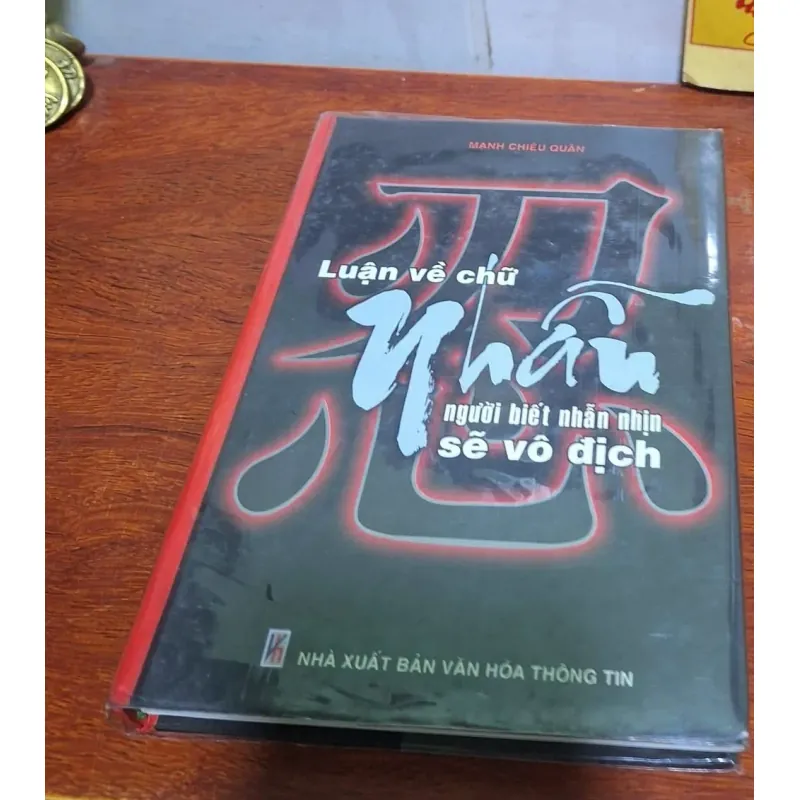 MẠNH CHIÊU QUÂN
忍
Luận về chữ
Nhẫn
người biết nhẫn nhịn
sẽ vô địch
NHÀ XUẤT BẢN VĂN HÓA THÔNG TIN